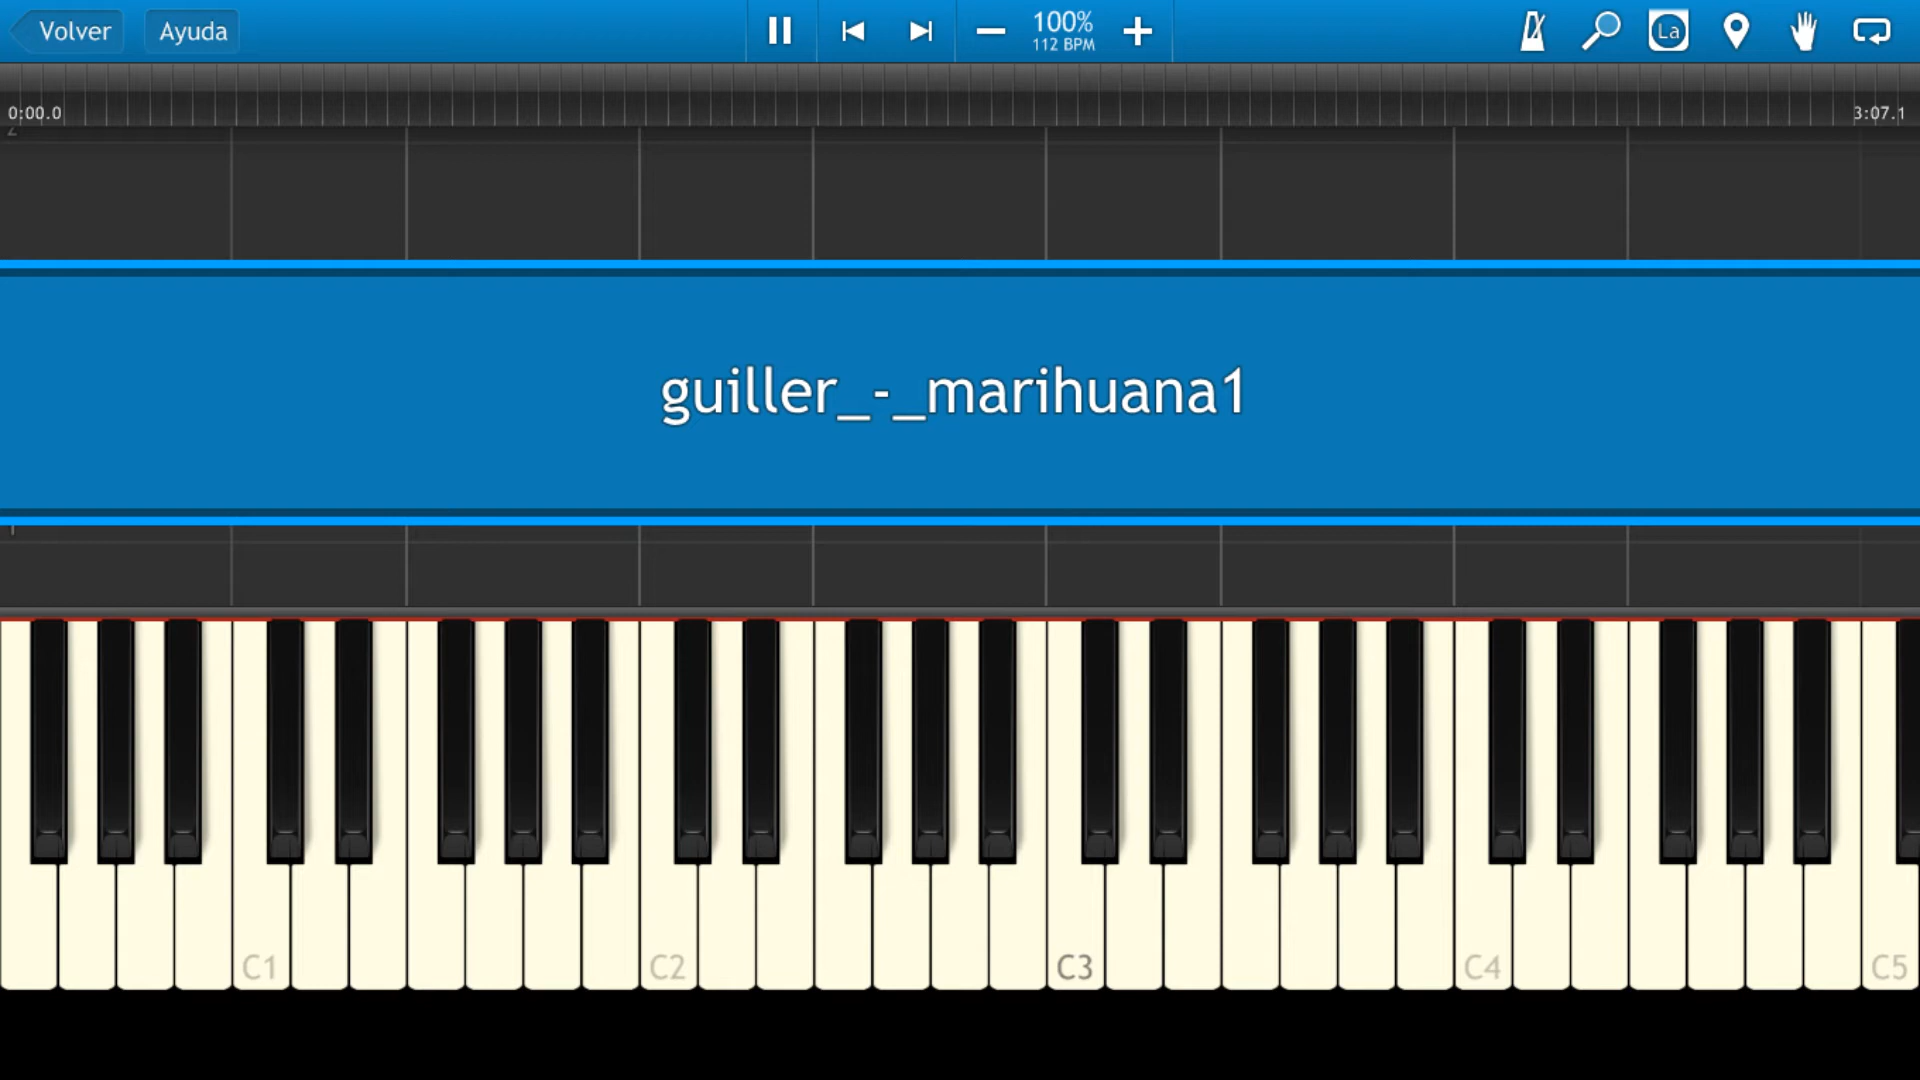 Volver
Ayuda
100%
112 BPM
La
0:00.0
3:07.1
2
guiller_-_marihuana1
C1
C2
C3
C4
C5